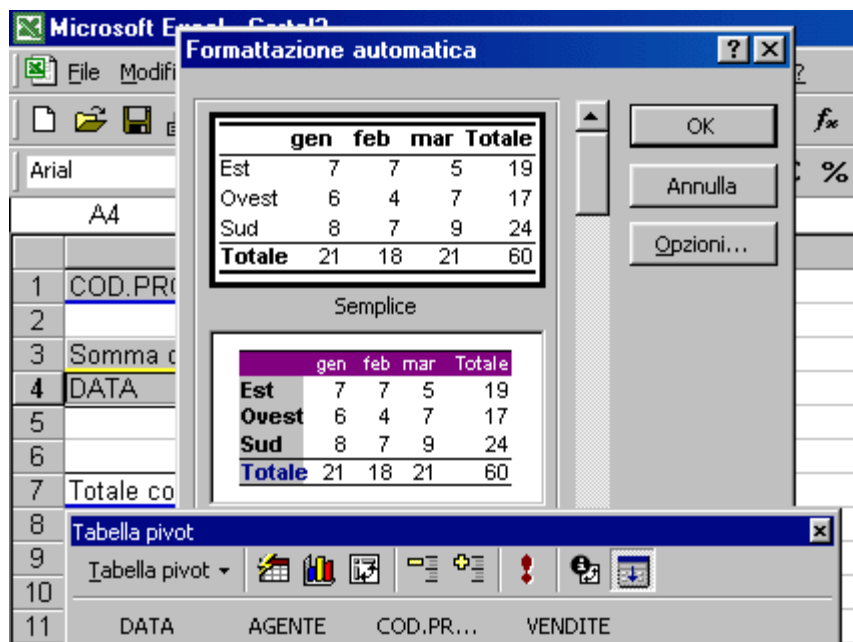 Microsoft Excel - Cartel2
Formattazione automatica
File Modifi
?
Arial
%
A4
1 COD.PRO
2
3 Somma d
4 DATA
5
6
7 Totale co
8
9
10
11
gen feb mar Totale
Est 7 7 5 19
Ovest 6 4 7 17
Sud 8 7 9 24
Totale 21 18 21 60
Semplice
gen feb mar Totale
Est 7 7 5 19
Ovest 6 4 7 17
Sud 8 7 9 24
Totale 21 18 21 60
OK
Annulla
Opzioni...
Tabella pivot
Tabella pivot
DATA AGENTE COD.PR... VENDITE